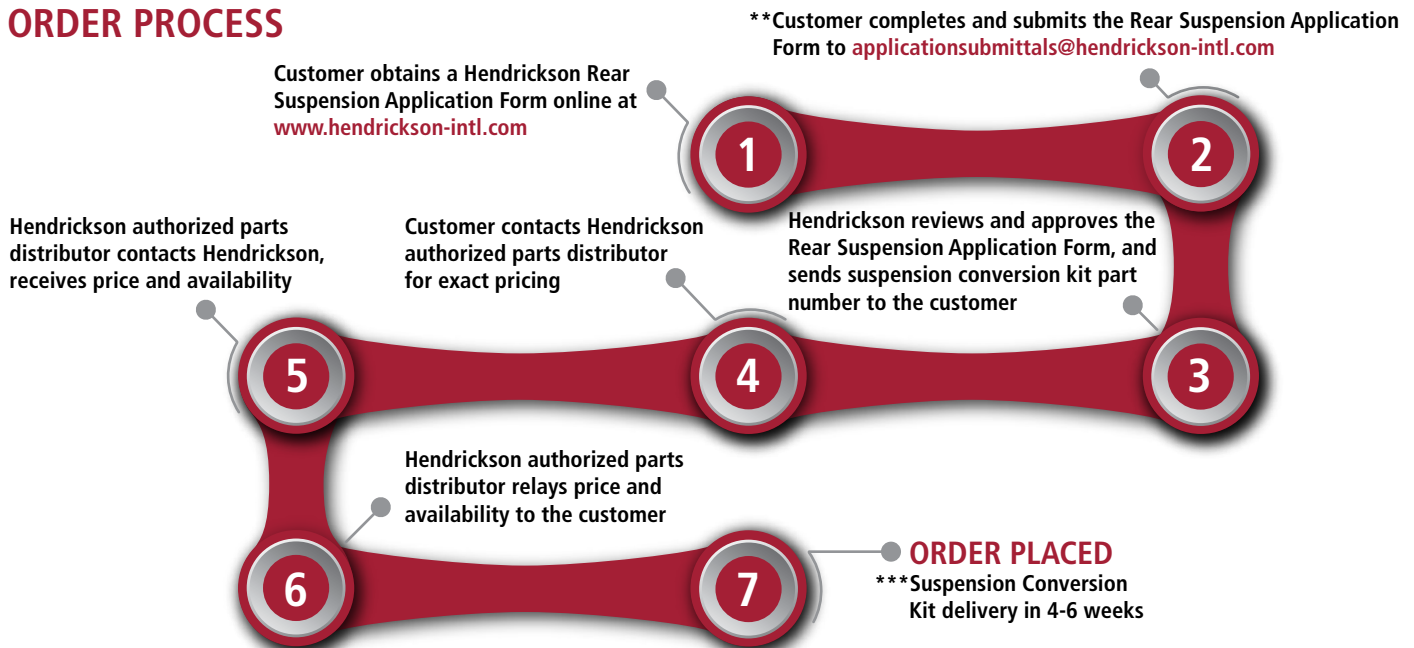 ORDER PROCESS
Customer obtains a Hendrickson Rear
Suspension Application Form online at
www.hendrickson-intl.com
1
**Customer completes and submits the Rear Suspension Application
Form to applicationsubmittals@hendrickson-intl.com
2
Hendrickson reviews and approves the
Rear Suspension Application Form, and
sends suspension conversion kit part
number to the customer
3
Customer contacts Hendrickson
authorized parts distributor
for exact pricing
4
Hendrickson authorized parts
distributor contacts Hendrickson,
receives price and availability
5
Hendrickson authorized parts
distributor relays price and
availability to the customer
6
7
ORDER PLACED
***Suspension Conversion
Kit delivery in 4-6 weeks